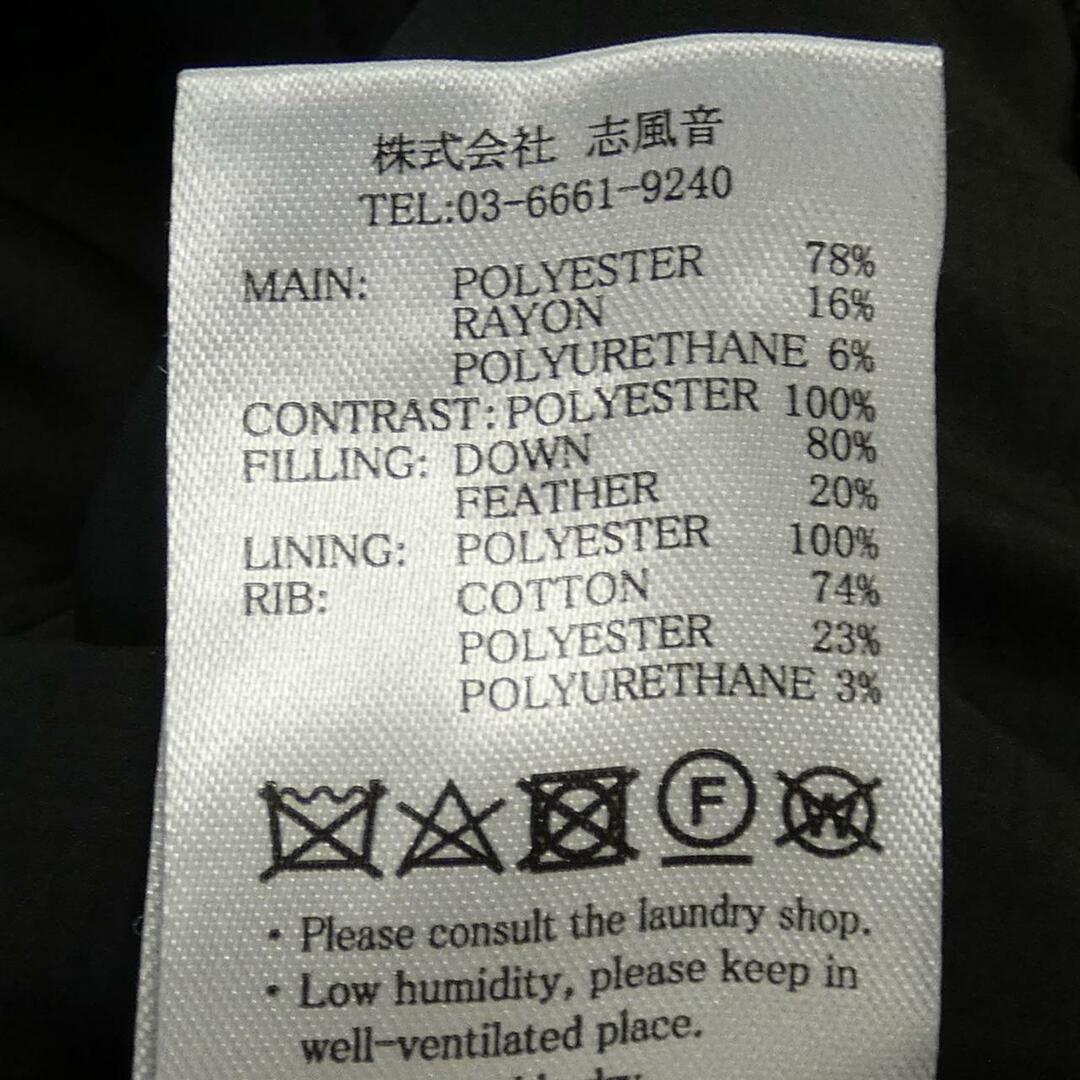 株式会社 志風音
TEL:03-6661-9240
MAIN: POLYESTER 78%
RAYON 16%
POLYURETHANE 6%
CONTRAST: POLYESTER 100%
FILLING: DOWN 80%
FEATHER 20%
LINING: POLYESTER 100%
RIB: COTTON 74%
POLYESTER 23%
POLYURETHANE 3%
F W
• Please consult the laundry shop.
• Low humidity, please keep in
well-ventilated place.